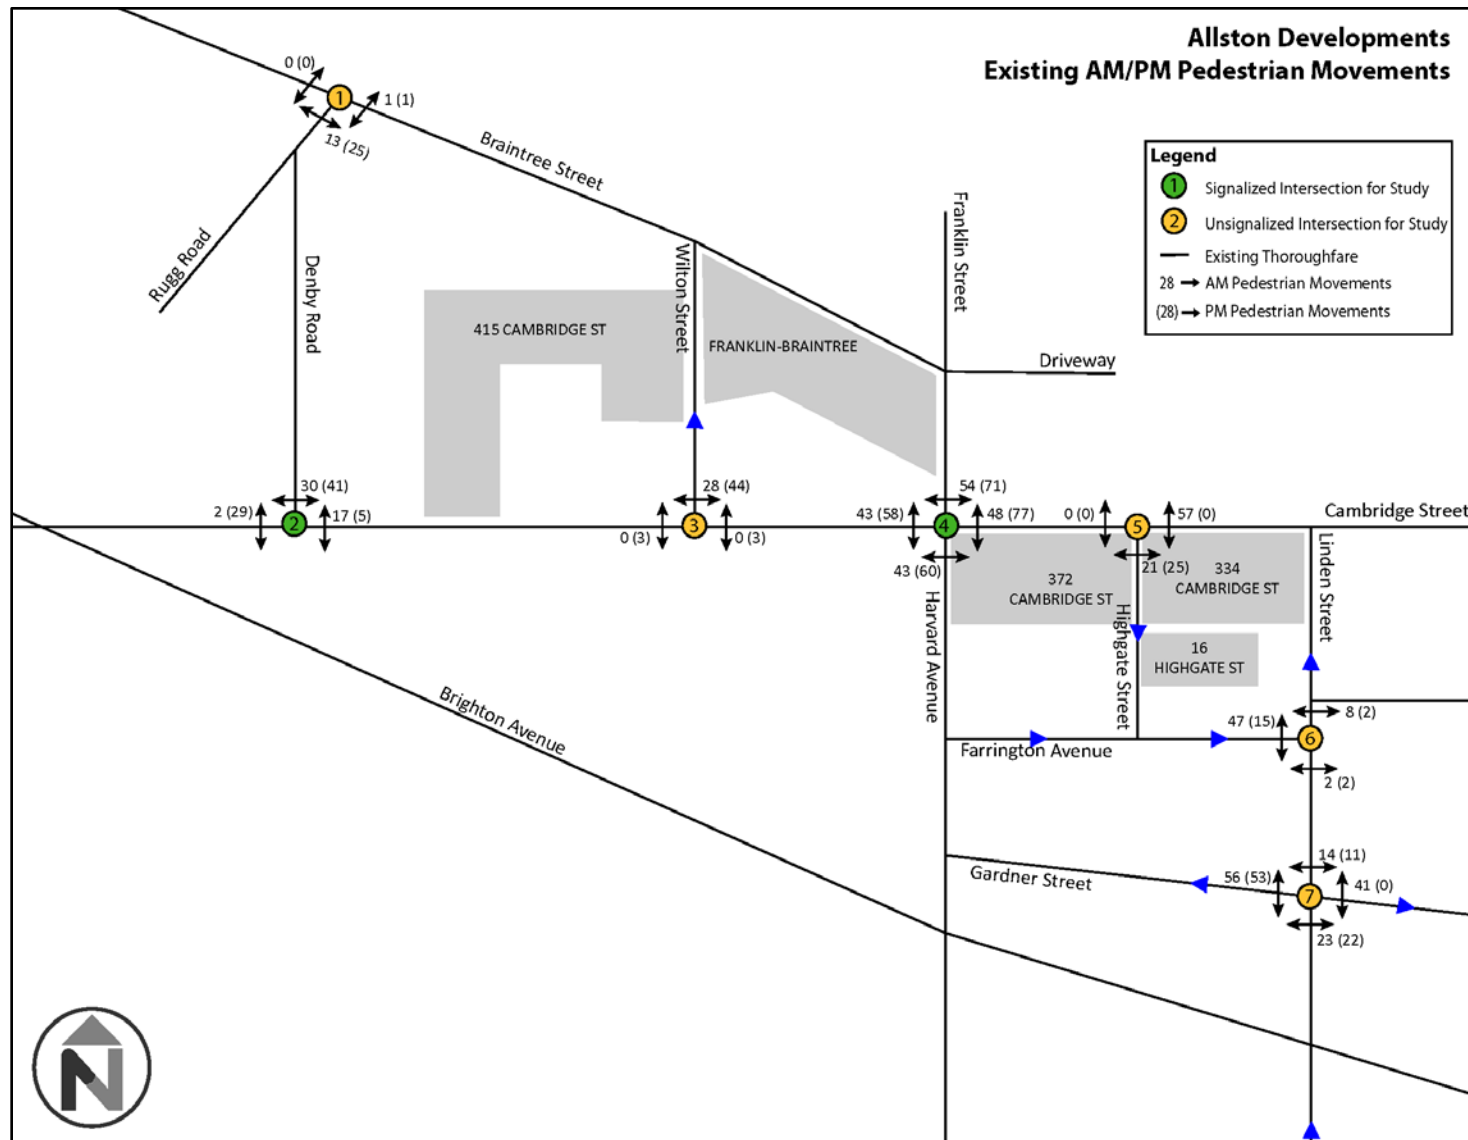 Allston Developments
Existing AM/PM Pedestrian Movements
0 (0)
1
1 (1)
13 (25)
Braintree Street
Legend
1 Signalized Intersection for Study
2 Unsignalized Intersection for Study
Existing Thoroughfare
28 AM Pedestrian Movements
(28) PM Pedestrian Movements
Franklin Street
Rugg Road
Denby Road
Wilton Street
415 CAMBRIDGE ST
FRANKLIN-BRAINTREE
Driveway
30 (41)
2 (29)
2
17 (5)
28 (44)
3
0 (3)
0 (3)
54 (71)
43 (58)
4
48 (77)
43 (60)
0 (0)
5
57 (0)
21 (25)
Cambridge Street
372
CAMBRIDGE ST
334
CAMBRIDGE ST
Linden Street
Harvard Avenue
Highgate Street
16
HIGHGATE ST
Brighton Avenue
Farrington Avenue
47 (15)
8 (2)
6
2 (2)
Gardner Street
14 (11)
56 (53)
7
41 (0)
23 (22)
N